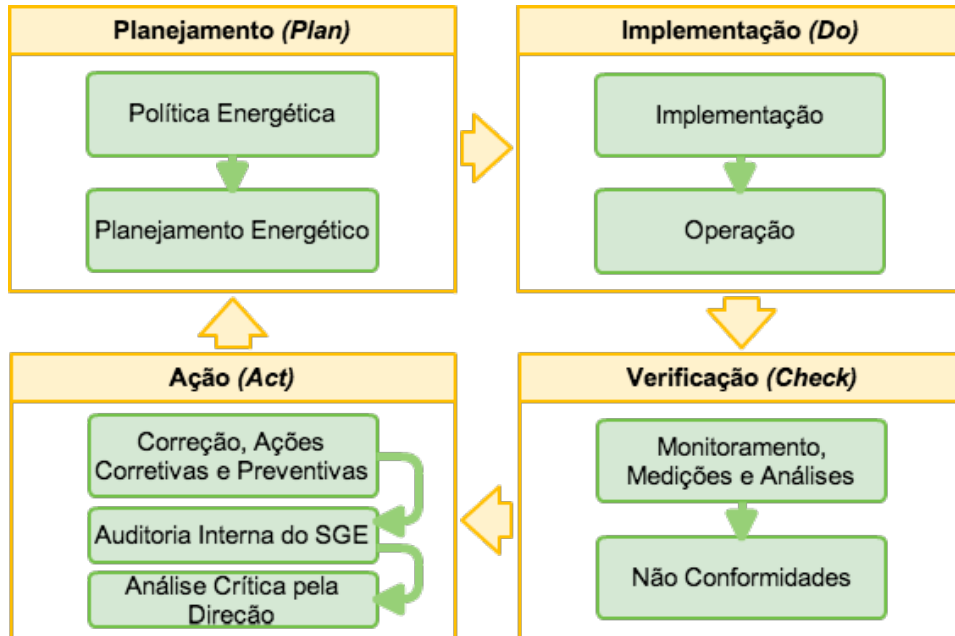 Planejamento (Plan)
Política Energética
Planejamento Energético
Implementação (Do)
Implementação
Operação
Ação (Act)
Correção, Ações
Corretivas e Preventivas
Auditoria Interna do SGE
Análise Crítica pela
Direção
Verificação (Check)
Monitoramento,
Medições e Análises
Não Conformidades